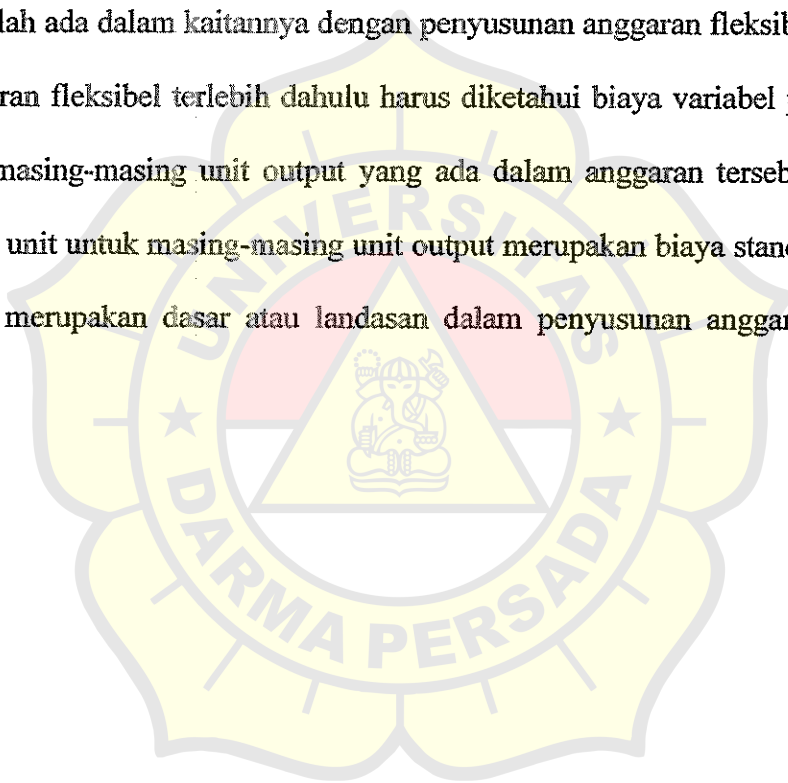 lah ada dalam kaitannya dengan penyusunan anggaran fleksib
ran fleksibel terlebih dahulu harus diketahui biaya variabel
masing-masing unit output yang ada dalam anggaran terseb
unit untuk masing-masing unit output merupakan biaya stan
merupakan dasar atau landasan dalam penyusunan anggar
UNIVERSITAS
DARMA PERSADA